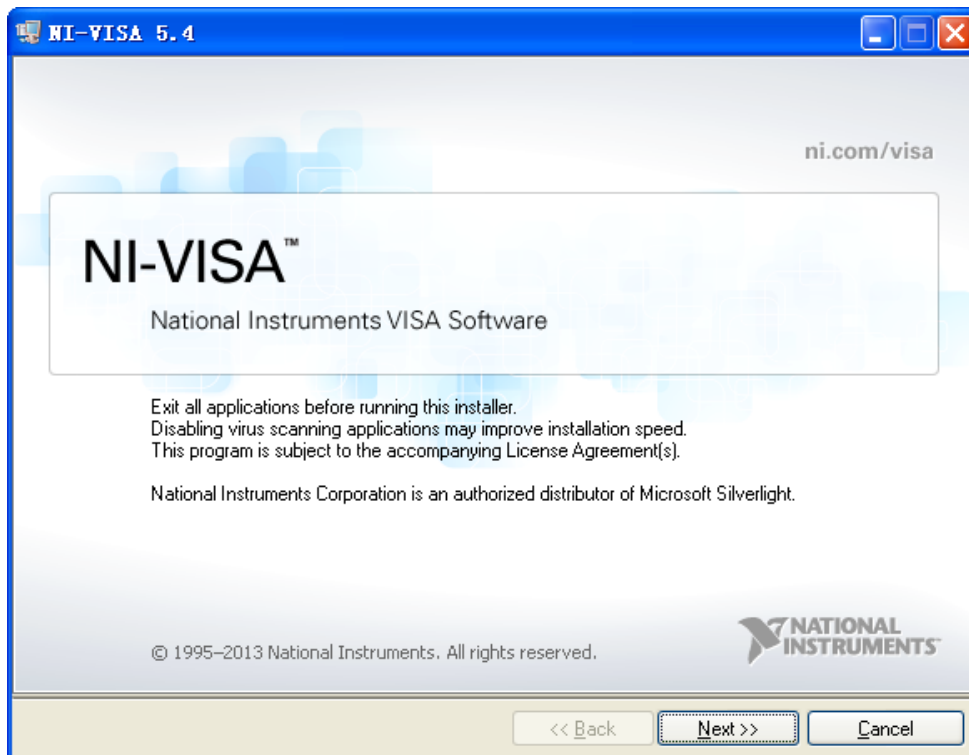 NI-VISA 5.4
ni.com/visa
NI-VISA™
National Instruments VISA Software
Exit all applications before running this installer.
Disabling virus scanning applications may improve installation speed.
This program is subject to the accompanying License Agreement(s).
National Instruments Corporation is an authorized distributor of Microsoft Silverlight.
© 1995–2013 National Instruments. All rights reserved.
NATIONAL
INSTRUMENTS™
<< Back Next >> Cancel